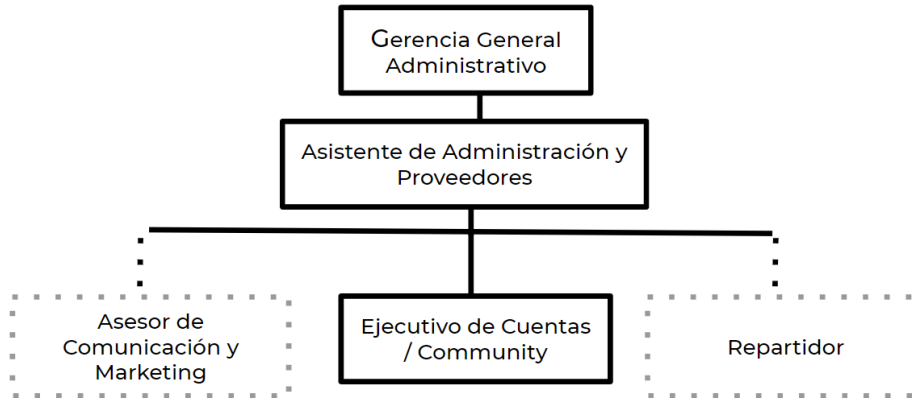 Gerencia General
Administrativo
Asistente de Administración y
Proveedores
Asesor de
Comunicación y
Marketing
Ejecutivo de Cuentas
/ Community
Repartidor